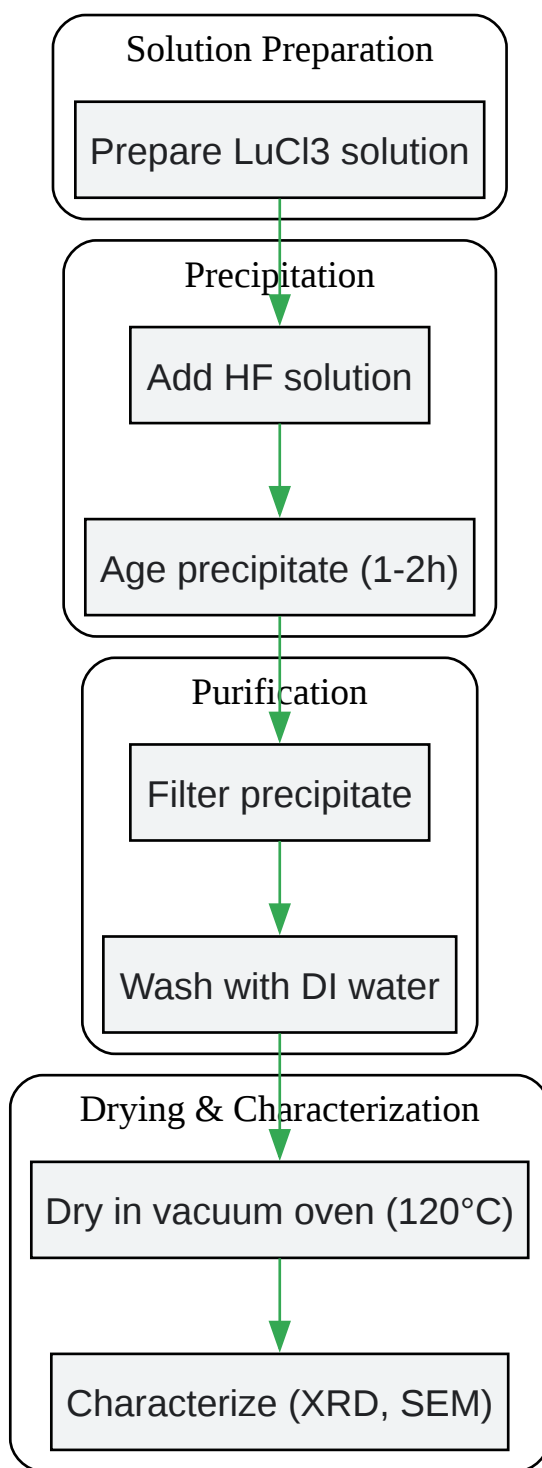 Solution Preparation
Prepare LuCl3 solution
Precipitation
Add HF solution
Age precipitate (1-2h)
Purification
Filter precipitate
Wash with DI water
Drying & Characterization
Dry in vacuum oven (120°C)
Characterize (XRD, SEM)